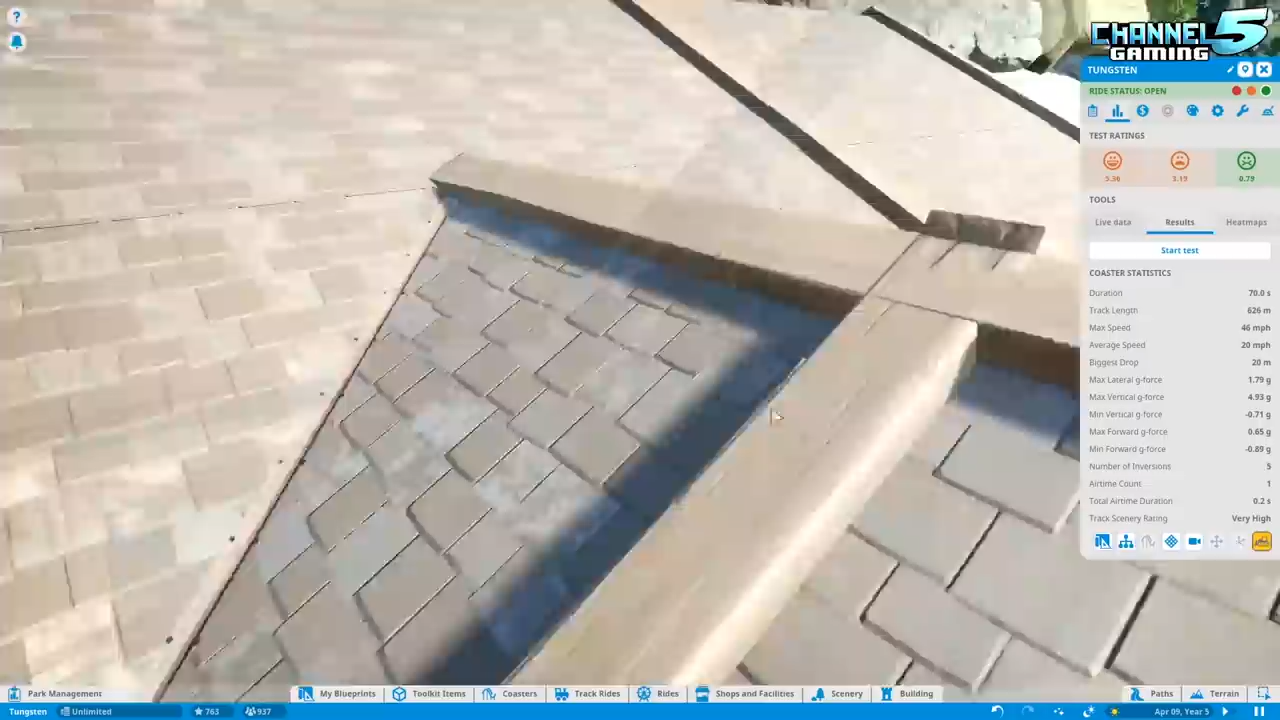 ?
CHANNEL 5
GAMING
TUNGSTEN
RIDE STATUS: OPEN
TEST RATINGS
5.36 3.19 0.79
TOOLS
Live data Results Heatmaps
Start test
COASTER STATISTICS
Duration 70.0 s
Track Length 626 m
Max Speed 46 mph
Average Speed 20 mph
Biggest Drop 20 m
Max Lateral g-force 1.79 g
Max Vertical g-force 4.93 g
Min Vertical g-force -0.71 g
Max Forward g-force 0.65 g
Min Forward g-force -0.89 g
Number of Inversions 5
Airtime Count 1
Total Airtime Duration 0.2 s
Track Scenery Rating Very High
Park Management My Blueprints Toolkit Items Coasters Track Rides Rides Shops and Facilities Scenery Building Paths Terrain
Tungsten Unlimited 763 937 Apr 09, Year 5